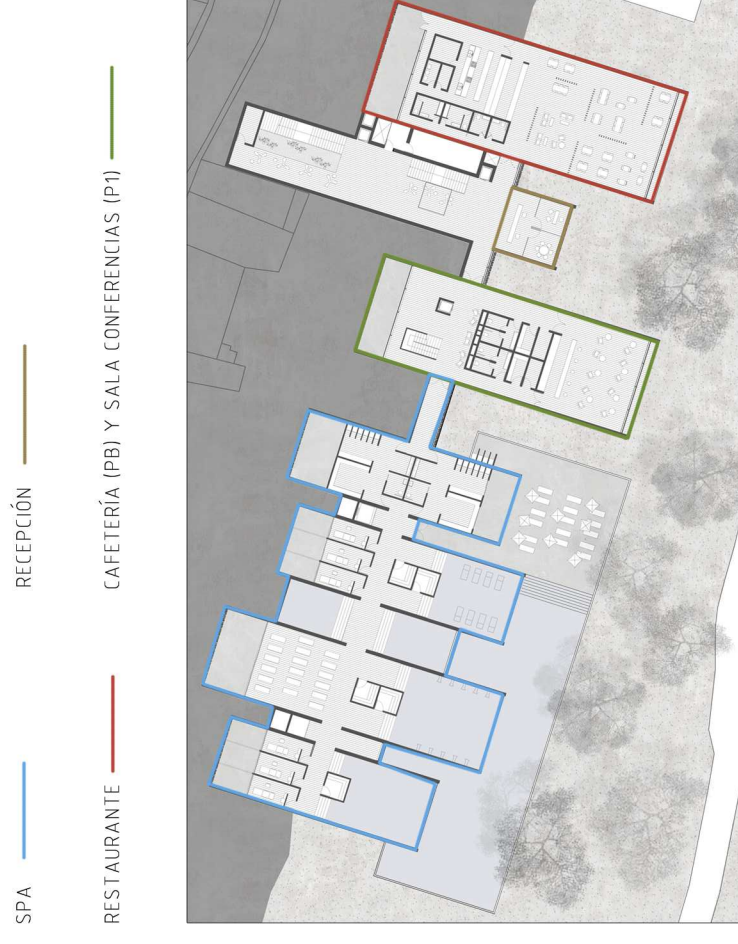 SPA
RECEPCIÓN
RESTAURANTE
CAFETERÍA (PB) Y SALA CONFERENCIAS (P1)